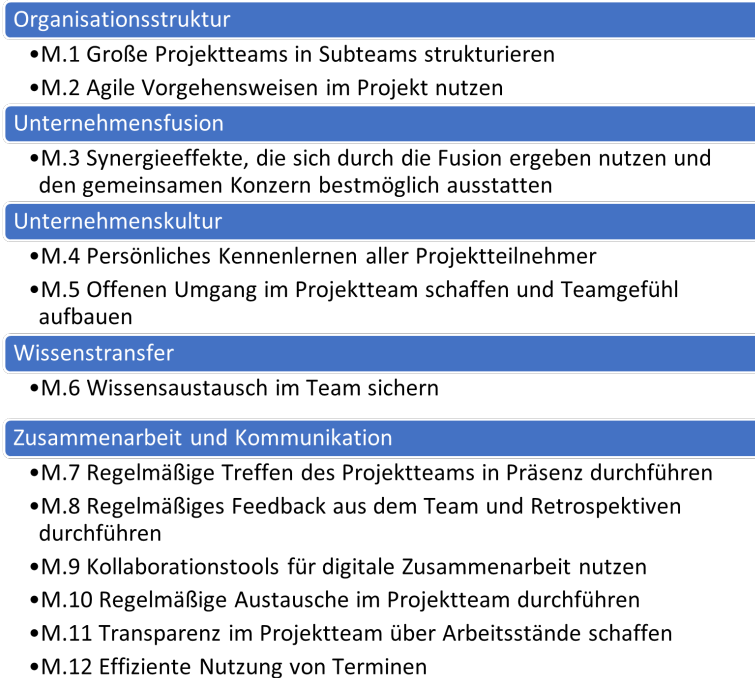 Organisationsstruktur
•M.1 Große Projektteams in Subteams strukturieren
•M.2 Agile Vorgehensweisen im Projekt nutzen
Unternehmensfusion
•M.3 Synergieeffekte, die sich durch die Fusion ergeben nutzen und
den gemeinsamen Konzern bestmöglich ausstatten
Unternehmenskultur
•M.4 Persönliches Kennenlernen aller Projektteilnehmer
•M.5 Offenen Umgang im Projektteam schaffen und Teamgefühl
aufbauen
Wissenstransfer
•M.6 Wissensaustausch im Team sichern
Zusammenarbeit und Kommunikation
•M.7 Regelmäßige Treffen des Projektteams in Präsenz durchführen
•M.8 Regelmäßiges Feedback aus dem Team und Retrospektiven
durchführen
•M.9 Kollaborationstools für digitale Zusammenarbeit nutzen
•M.10 Regelmäßige Austausche im Projektteam durchführen
•M.11 Transparenz im Projektteam über Arbeitsstände schaffen
•M.12 Effiziente Nutzung von Terminen